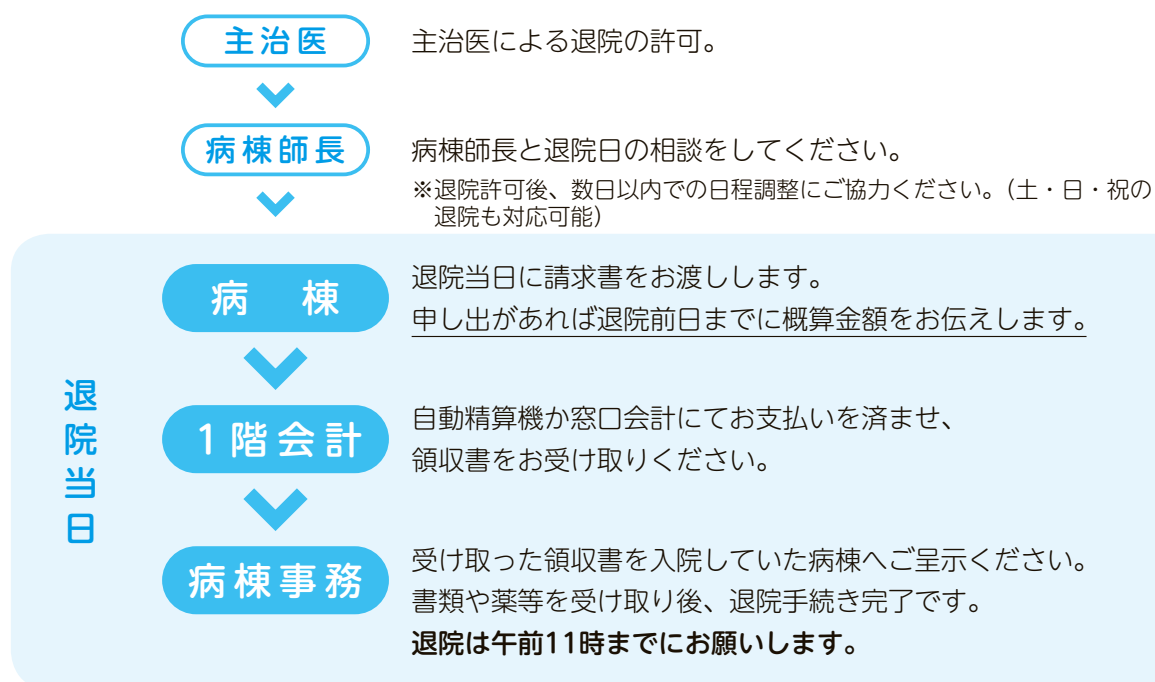 主治医
主治医による退院の許可。
病棟師長
病棟師長と退院日の相談をしてください。
※退院許可後、数日以内での日程調整にご協力ください。（土・日・祝の
退院も対応可能）
退院当日
病　棟
退院当日に請求書をお渡しします。
申し出があれば退院前日までに概算金額をお伝えします。
1階会計
自動精算機か窓口会計にてお支払いを済ませ、
領収書をお受け取りください。
病棟事務
受け取った領収書を入院していた病棟へご呈示ください。
書類や薬等を受け取り後、退院手続き完了です。
退院は午前11時までにお願いします。